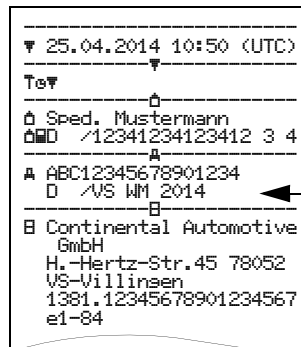 ▼ 25.04.2014 10:50 (UTC)
----------▼----------
T⊙▼
D /12341234123412 3 4
Sped. Mustermann
A ABC12345678901234
D /VS WM 2014
Continental Automotive
GmbH
H.-Hertz-Str.45 78052
VS-Villingen
1381.12345678901234567
e1-84